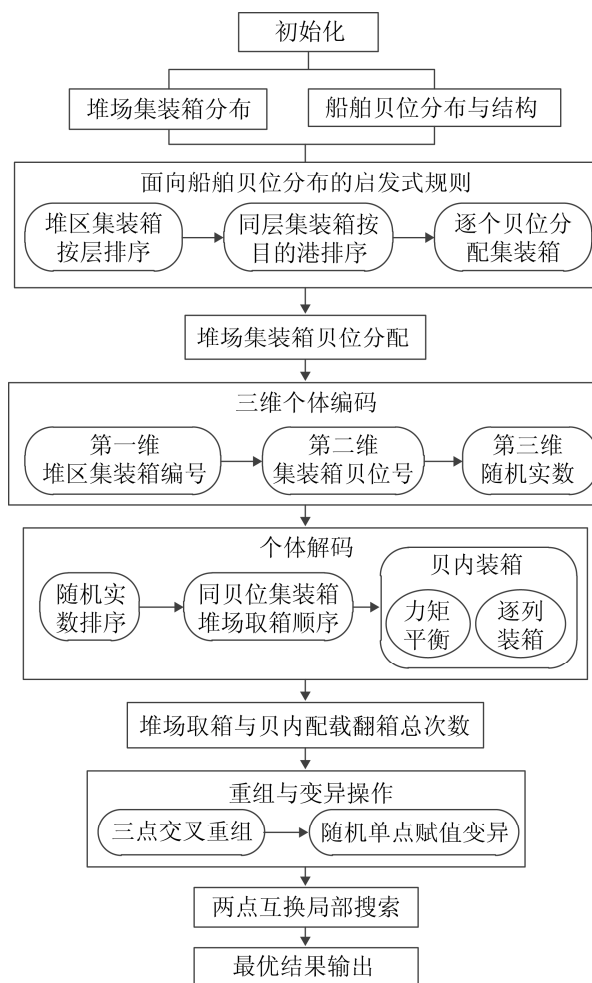 初始化
堆场集装箱分布
船舶贝位分布与结构
面向船舶贝位分布的启发式规则
堆区集装箱
按层排序
同层集装箱按
目的港排序
逐个贝位分
配集装箱
堆场集装箱贝位分配
三维个体编码
第一维
堆区集装箱编号
第二维
集装箱贝位号
第三维
随机实数
个体解码
随机实
数排序
同贝位集装箱
堆场取箱顺序
贝内装箱
力矩
平衡
逐列
装箱
堆场取箱与贝内配载翻箱总次数
重组与变异操作
三点交叉重组
随机单点赋值变异
两点互换局部搜索
最优结果输出